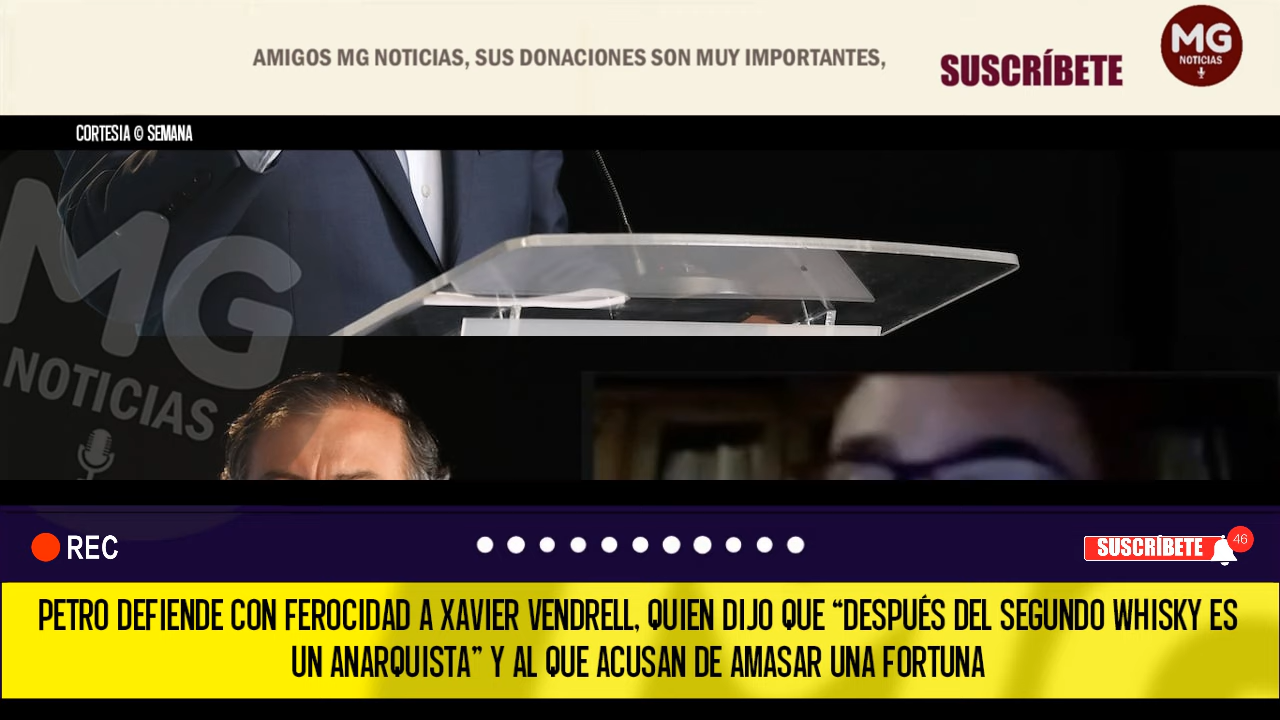 AMIGOS MG NOTICIAS, SUS DONACIONES SON MUY IMPORTANTES,
SUSCRÍBETE
MG
NOTICIAS
CORTESIA © SEMANA
MG
NOTICIAS
REC
SUSCRÍBETE
46
PETRO DEFIENDE CON FEROCIDAD A XAVIER VENDRELL, QUIEN DIJO QUE “DESPUÉS DEL SEGUNDO WHISKY ES
UN ANARQUISTA” Y AL QUE ACUSAN DE AMASAR UNA FORTUNA